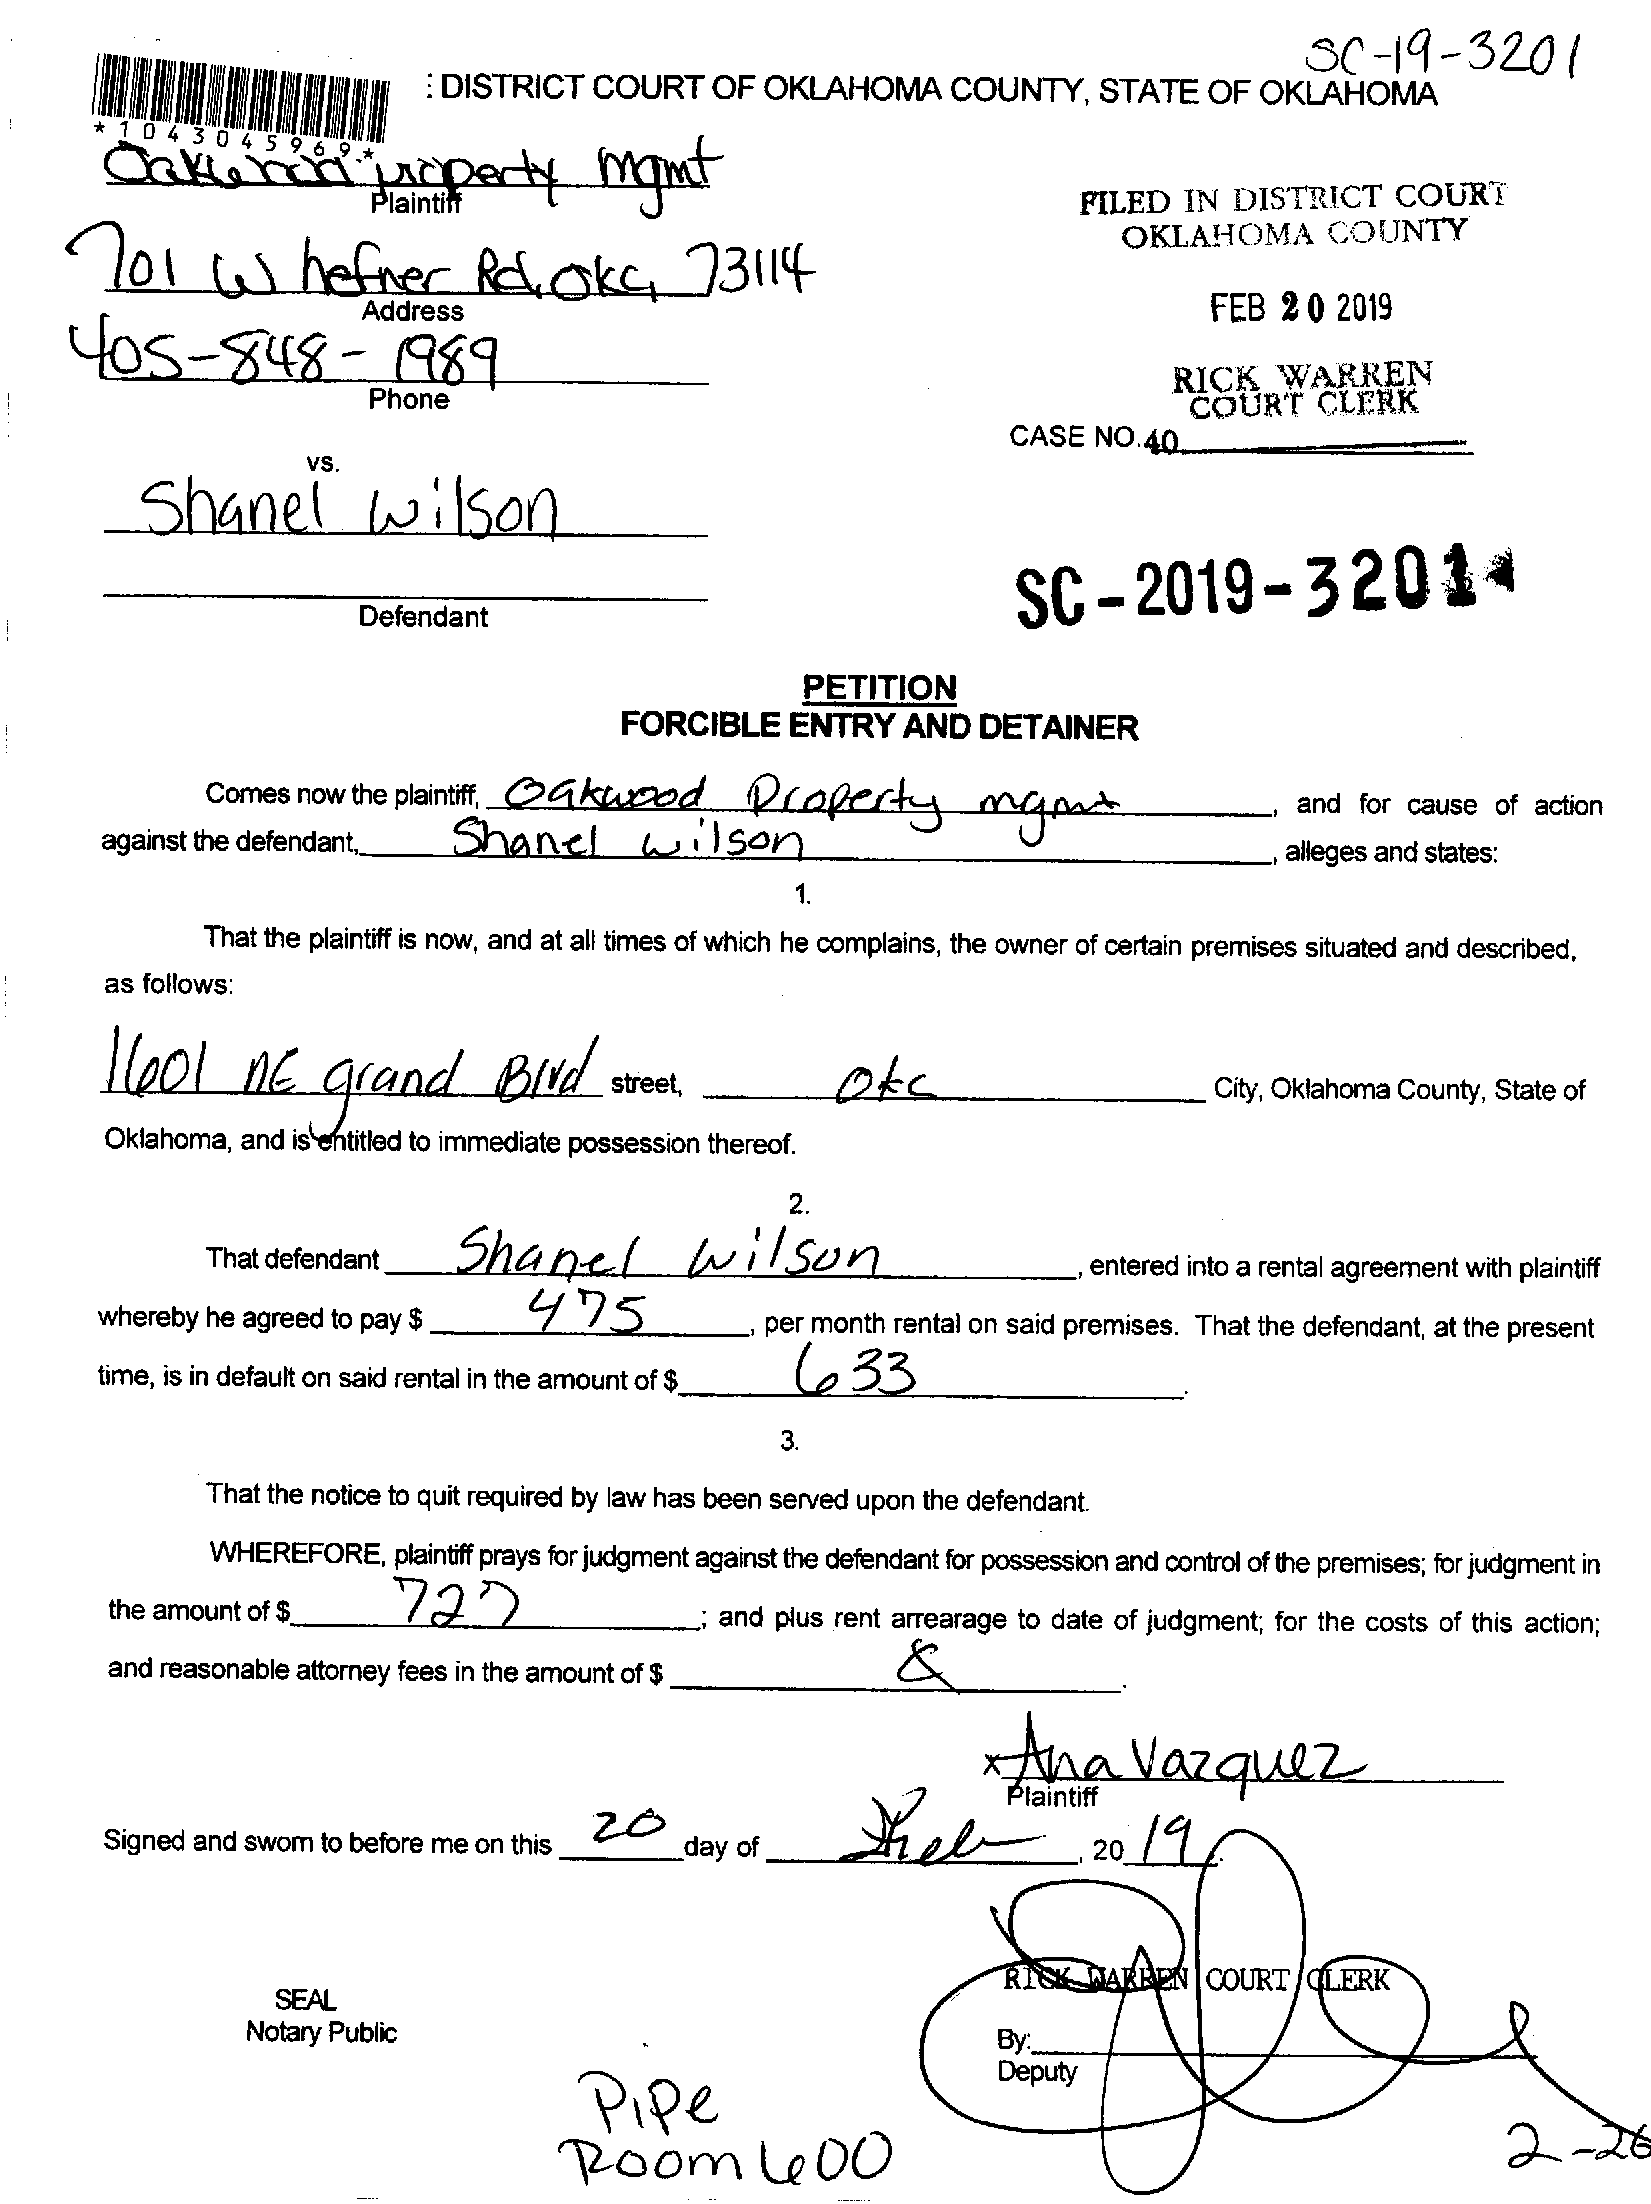 SC-19-3201
: DISTRICT COURT OF OKLAHOMA COUNTY, STATE OF OKLAHOMA
*1043045969*
property mgmt
Plaintiff
FILED IN DISTRICT COURT
OKLAHOMA COUNTY
701 W hefner Rd, OKC, 73114
Address
FEB 20 2019
405-848-1989
Phone
RICK WARREN
COURT CLERK
CASE NO. 40
vs.
Shanel Wilson
Defendant
SC-2019-3201
PETITION
FORCIBLE ENTRY AND DETAINER
Comes now the plaintiff, Oakwood Property mgmt, and for cause of action
against the defendant, Shanel Wilson, alleges and states:
1.
That the plaintiff is now, and at all times of which he complains, the owner of certain premises situated and described,
as follows:
1601 NE grand Blvd street, OKC City, Oklahoma County, State of
Oklahoma, and is entitled to immediate possession thereof.
2.
That defendant Shanel Wilson, entered into a rental agreement with plaintiff
whereby he agreed to pay $ 475, per month rental on said premises. That the defendant, at the present
time, is in default on said rental in the amount of $ 633.
3.
That the notice to quit required by law has been served upon the defendant.
WHEREFORE, plaintiff prays for judgment against the defendant for possession and control of the premises; for judgment in
the amount of $ 727; and plus rent arrearage to date of judgment; for the costs of this action;
and reasonable attorney fees in the amount of $ .
x Ana Vazquez
Plaintiff
Signed and sworn to before me on this 20 day of Feb, 2019.
RICK WARREN COURT CLERK
SEAL
Notary Public
By:
Deputy
Pipe
Room 600
2-26